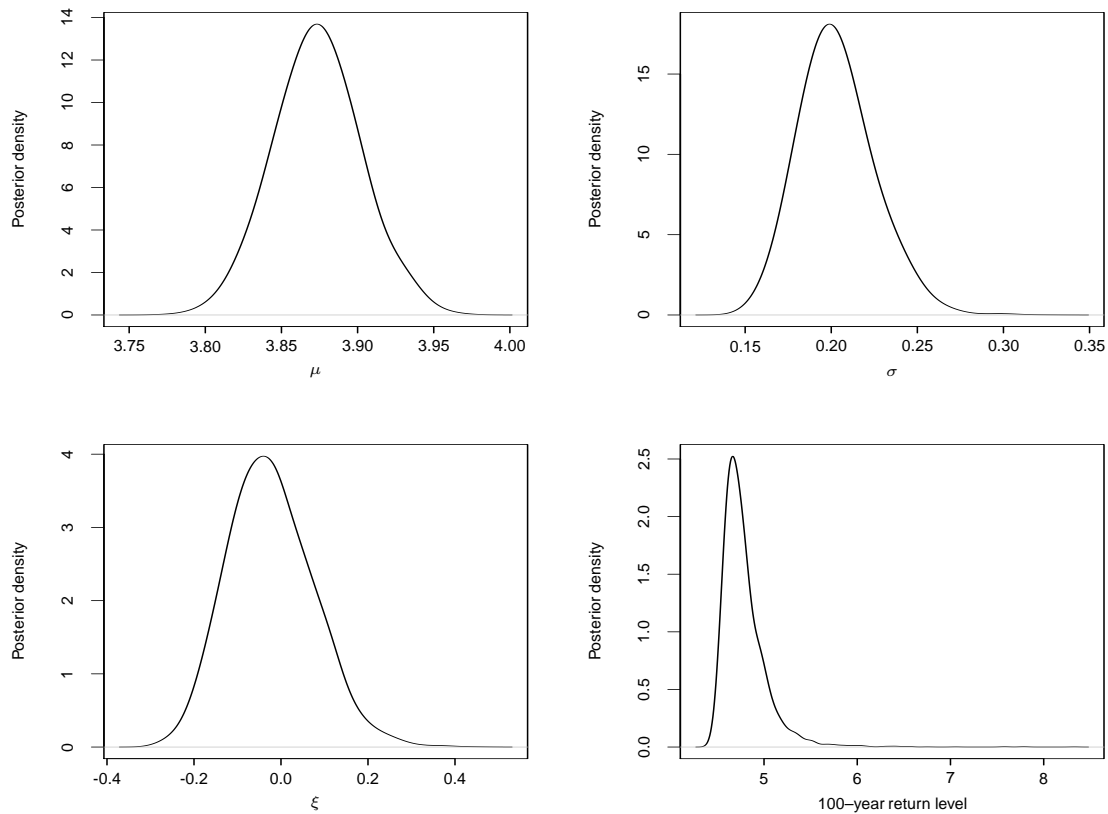 Posterior density
0 2 4 6 8 10 12 14
3.75 3.80 3.85 3.90 3.95 4.00
μ
Posterior density
0 5 10 15
0.15 0.20 0.25 0.30 0.35
σ
Posterior density
0 1 2 3 4
-0.4 -0.2 0.0 0.2 0.4
ξ
Posterior density
0.0 0.5 1.0 1.5 2.0 2.5
5 6 7 8
100–year return level